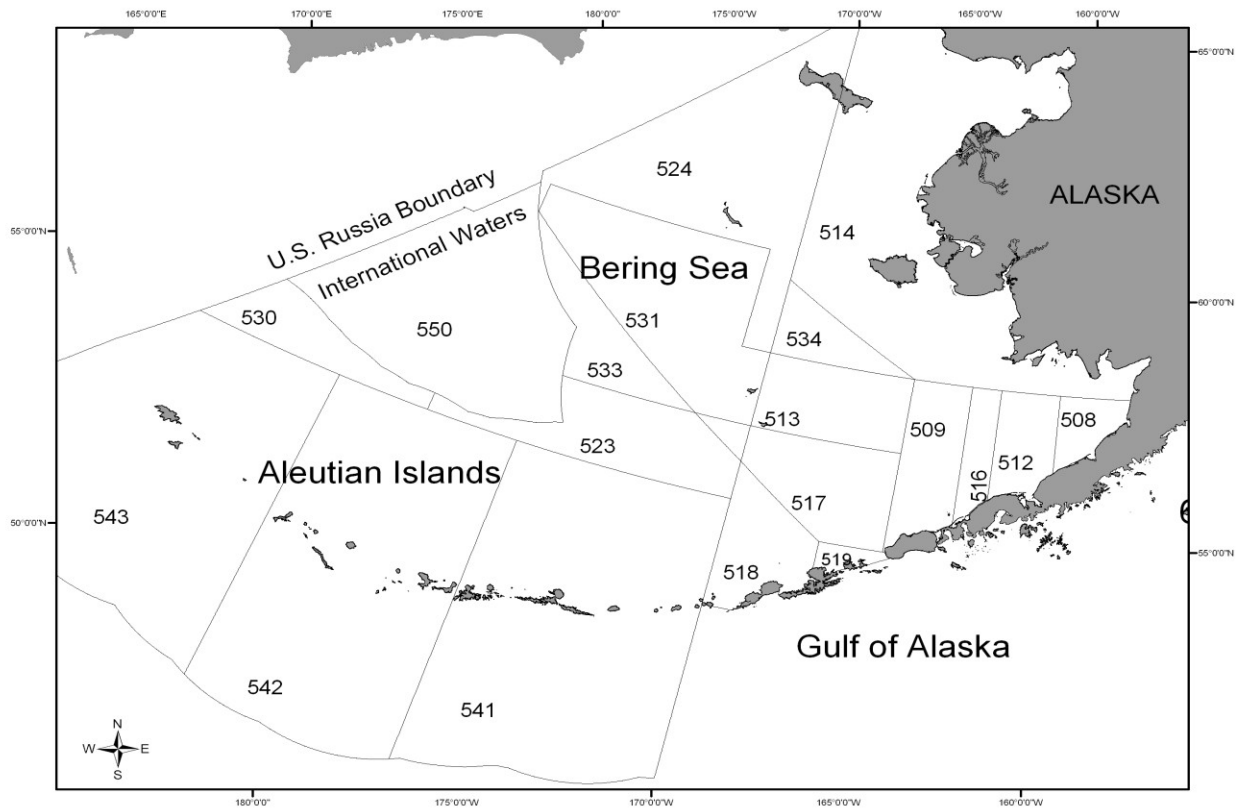 165°0'0"E 170°0'0"E 175°0'0"E 180°0'0" 175°0'0"W 170°0'0"W 165°0'0"W 160°0'0"W
65°0'0"N
524
ALASKA
U.S. Russia Boundary
55°0'0"N
514
International Waters
Bering Sea
60°0'0"N
530
550
531
534
533
513
508
509
523
512
Aleutian Islands
516
517
543
50°0'0"N
55°0'0"N
519
518
Gulf of Alaska
542
541
N
W E
S
180°0'0" 175°0'0"W 170°0'0"W 165°0'0"W 160°0'0"W